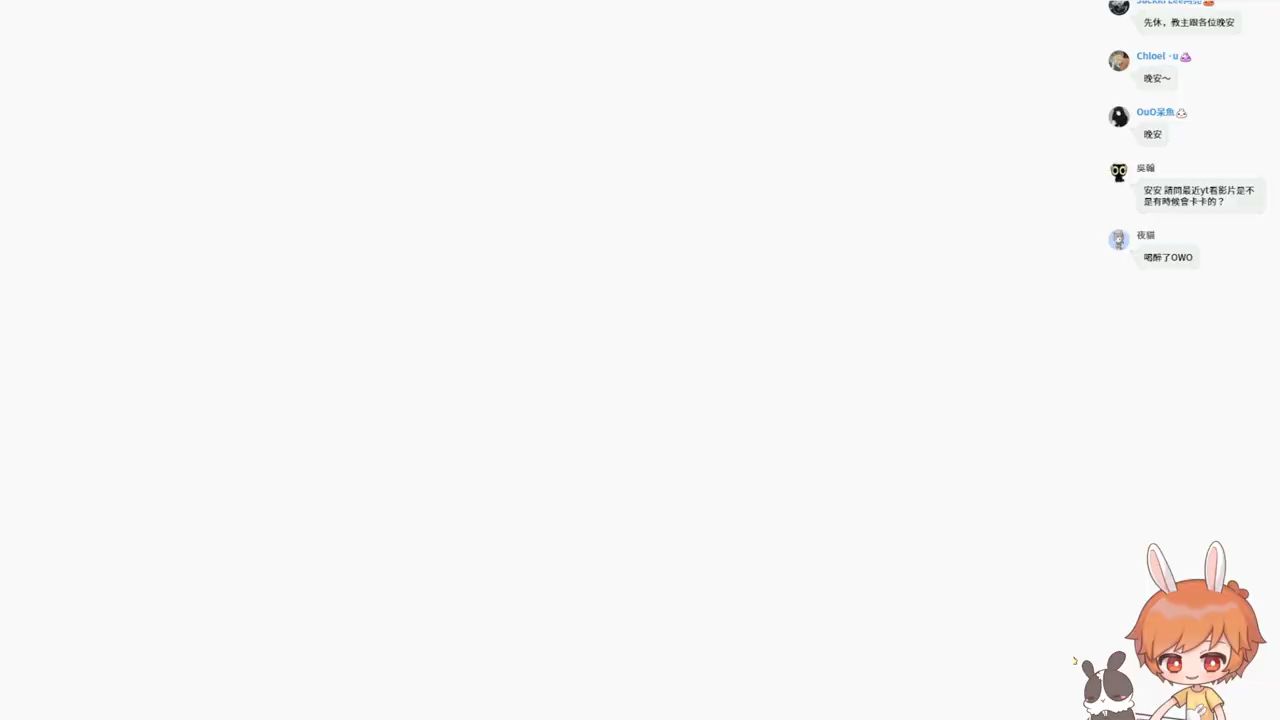 先休，教主跟各位晚安
Chloel ·u
晚安～
OuO呆魚
晚安
吳翰
安安 請問最近yt看影片是不
是有時候會卡卡的？
夜貓
喝醉了OWO